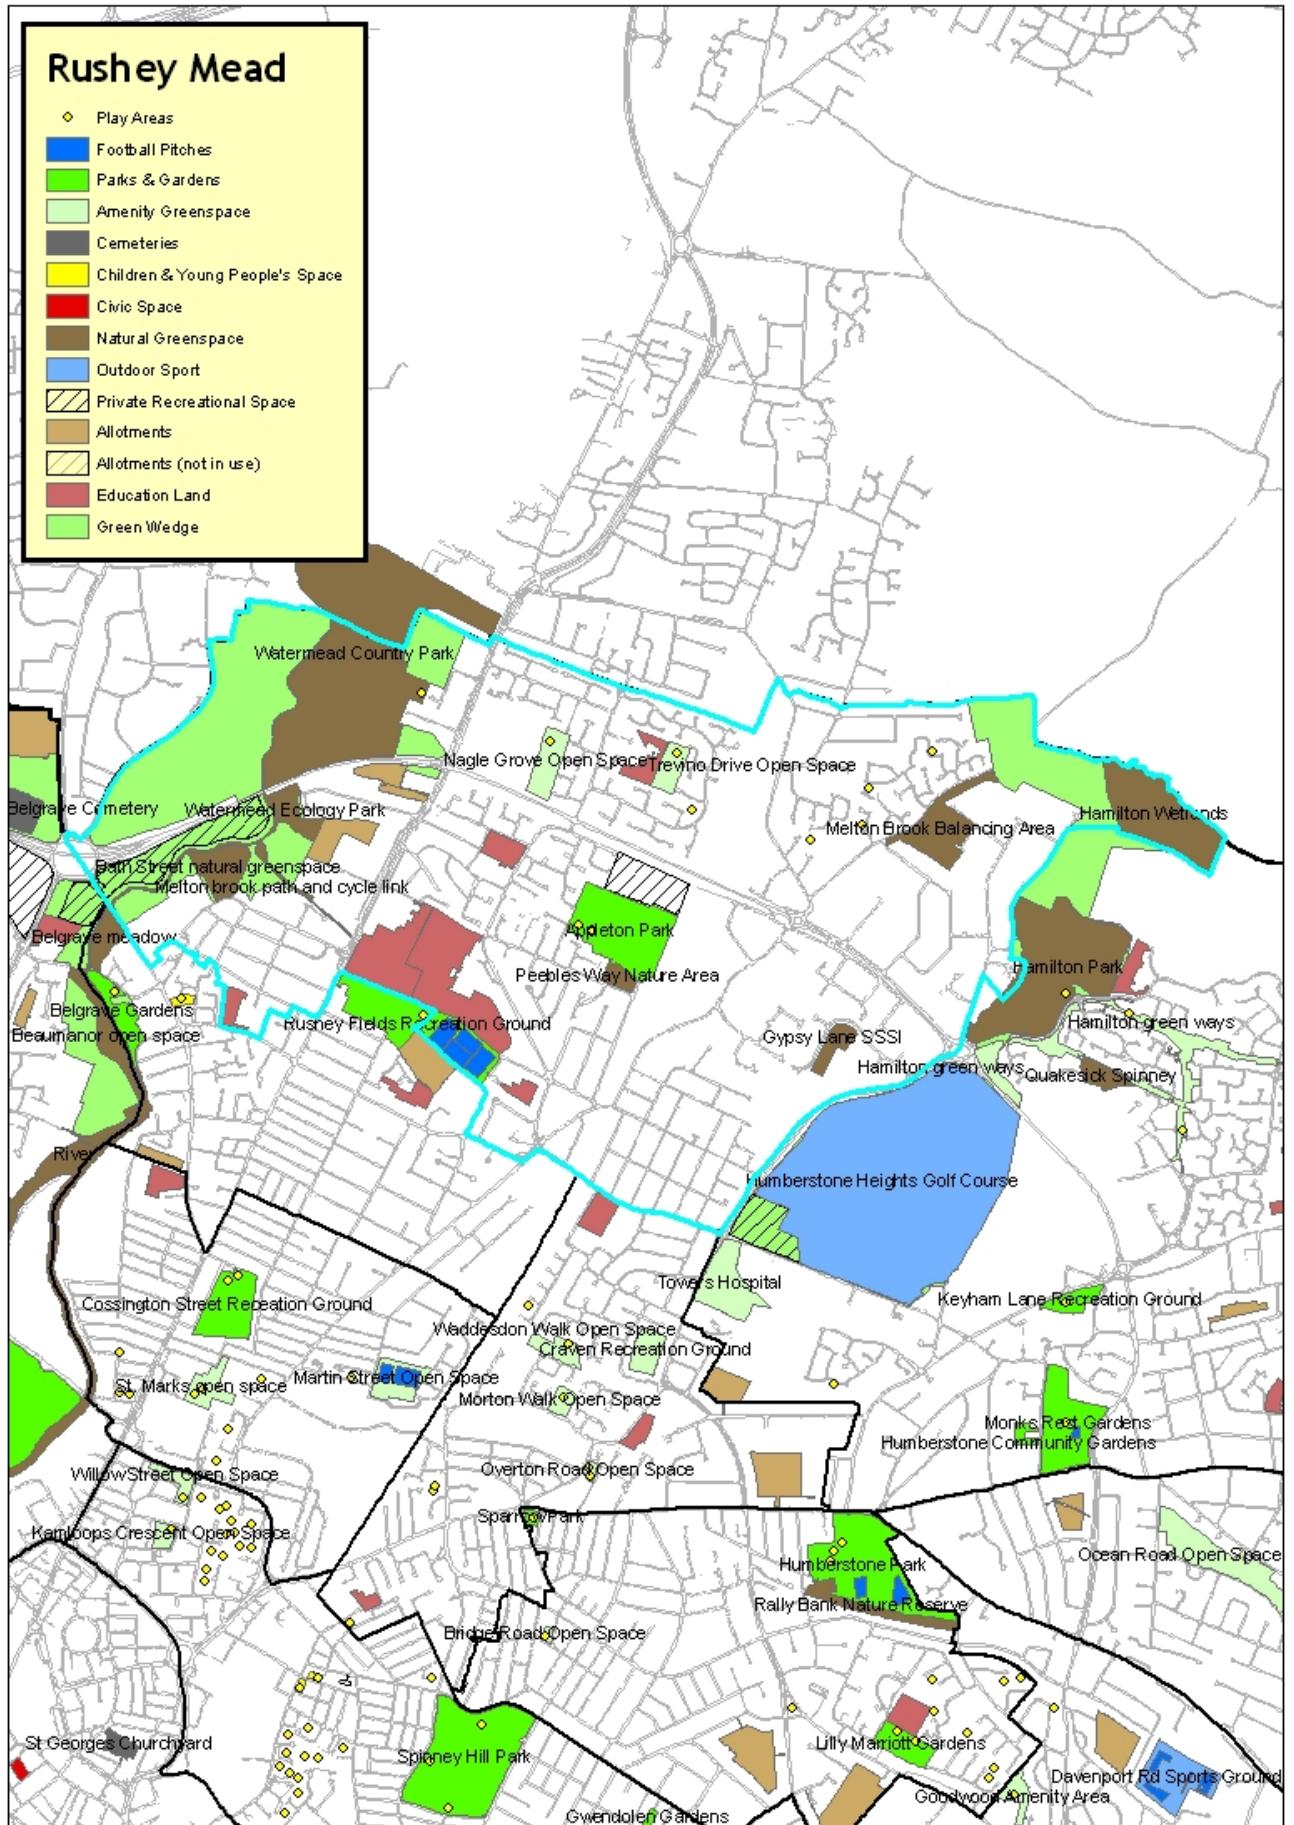 Rushey Mead
Play Areas
Football Pitches
Parks & Gardens
Amenity Greenspace
Cemeteries
Children & Young People's Space
Civic Space
Natural Greenspace
Outdoor Sport
Private Recreational Space
Allotments
Allotments (not in use)
Education Land
Green Wedge
Watermead Country Park
Nagle Grove Open Space
Trevino Drive Open Space
Belgrave Cemetery
Watermead Ecology Park
Hamilton Wetlands
Melton Brook Balancing Area
Bath Street natural greenspace
Melton brook path and cycle link
Appleton Park
Belgrave meadow
Hamilton Park
Peebles Way Nature Area
Belgrave Gardens
Rushey Fields Recreation Ground
Hamilton green ways
Beaumanor open space
Gypsy Lane SSSI
Hamilton green ways
Quakesick Spinney
River
Humberstone Heights Golf Course
Towers Hospital
Keyham Lane Recreation Ground
Cossington Street Receation Ground
Waddesdon Walk Open Space
Craven Recreation Ground
Martin Street Open Space
St. Marks open space
Morton Walk Open Space
Monks Rest Gardens
Humberstone Community Gardens
Overton Road Open Space
Willow Street Open Space
Sparrow Park
Kamloops Crescent Open Space
Ocean Road Open Space
Humberstone Park
Rally Bank Nature Reserve
Bridge Road Open Space
St Georges Churchyard
Lilly Marriott Gardens
Spinney Hill Park
Davenport Rd Sports Ground
Goodwood Amenity Area
Gwendolen Gardens